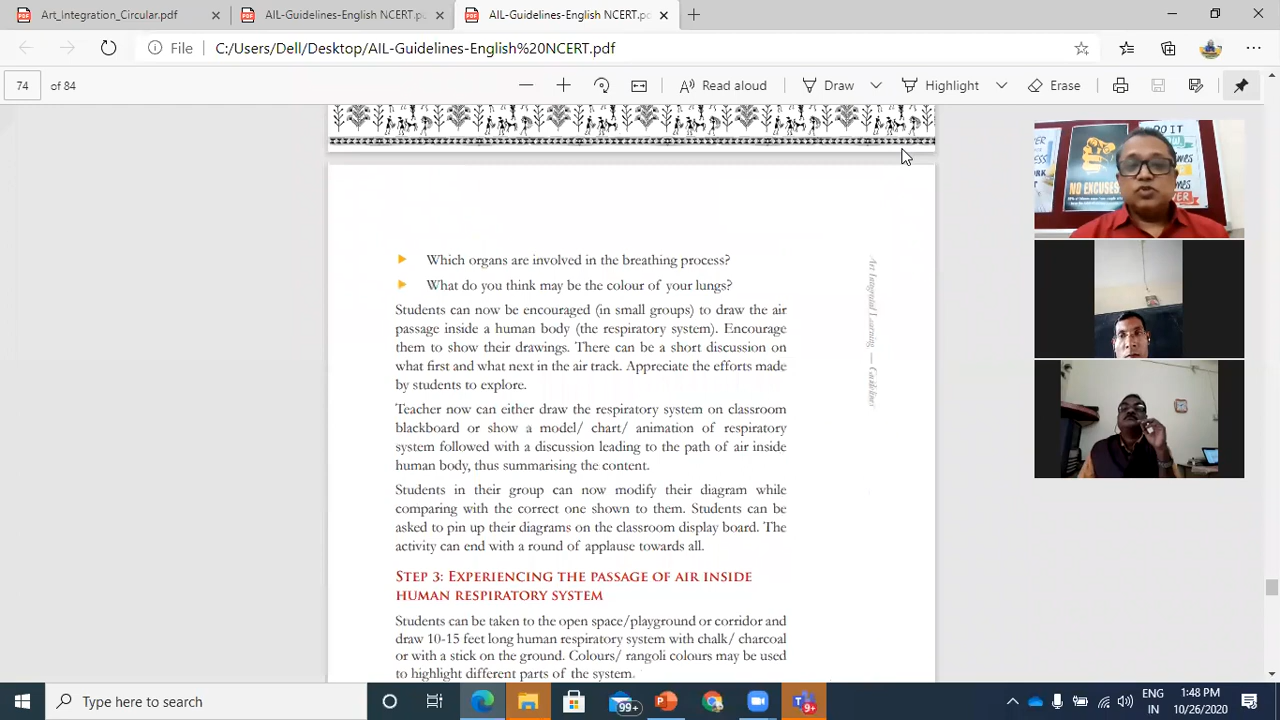 Art_Integration_Circular.pdf
AIL-Guidelines-English NCERT.p
AIL-Guidelines-English NCERT.p
File
C:/Users/Dell/Desktop/AIL-Guidelines-English%20NCERT.pdf
74 of 84
Read aloud
Draw
Highlight
Erase
Which organs are involved in the breathing process?
What do you think may be the colour of your lungs?
Students can now be encouraged (in small groups) to draw the air
passage inside a human body (the respiratory system). Encourage
them to show their drawings. There can be a short discussion on
what first and what next in the air track. Appreciate the efforts made
by students to explore.
Teacher now can either draw the respiratory system on classroom
blackboard or show a model/ chart/ animation of respiratory
system followed with a discussion leading to the path of air inside
human body, thus summarising the content.
Students in their group can now modify their diagram while
comparing with the correct one shown to them. Students can be
asked to pin up their diagrams on the classroom display board. The
activity can end with a round of applause towards all.
STEP 3: EXPERIENCING THE PASSAGE OF AIR INSIDE
HUMAN RESPIRATORY SYSTEM
Students can be taken to the open space/playground or corridor and
draw 10-15 feet long human respiratory system with chalk/ charcoal
or with a stick on the ground. Colours/ rangoli colours may be used
to highlight different parts of the system.
Art Integrated Learning — Guidelines
DO IT
NO EXCUSES
Type here to search
99+
9+
ENG
IN
1:48 PM
10/26/2020